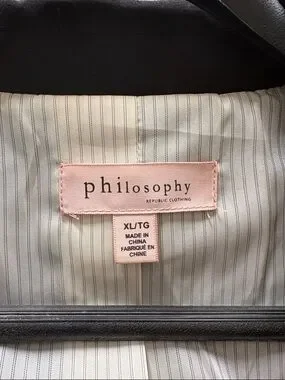 philosophy
REPUBLIC CLOTHING
XL/TG
MADE IN
CHINA
FABRIQUÉ EN
CHINE